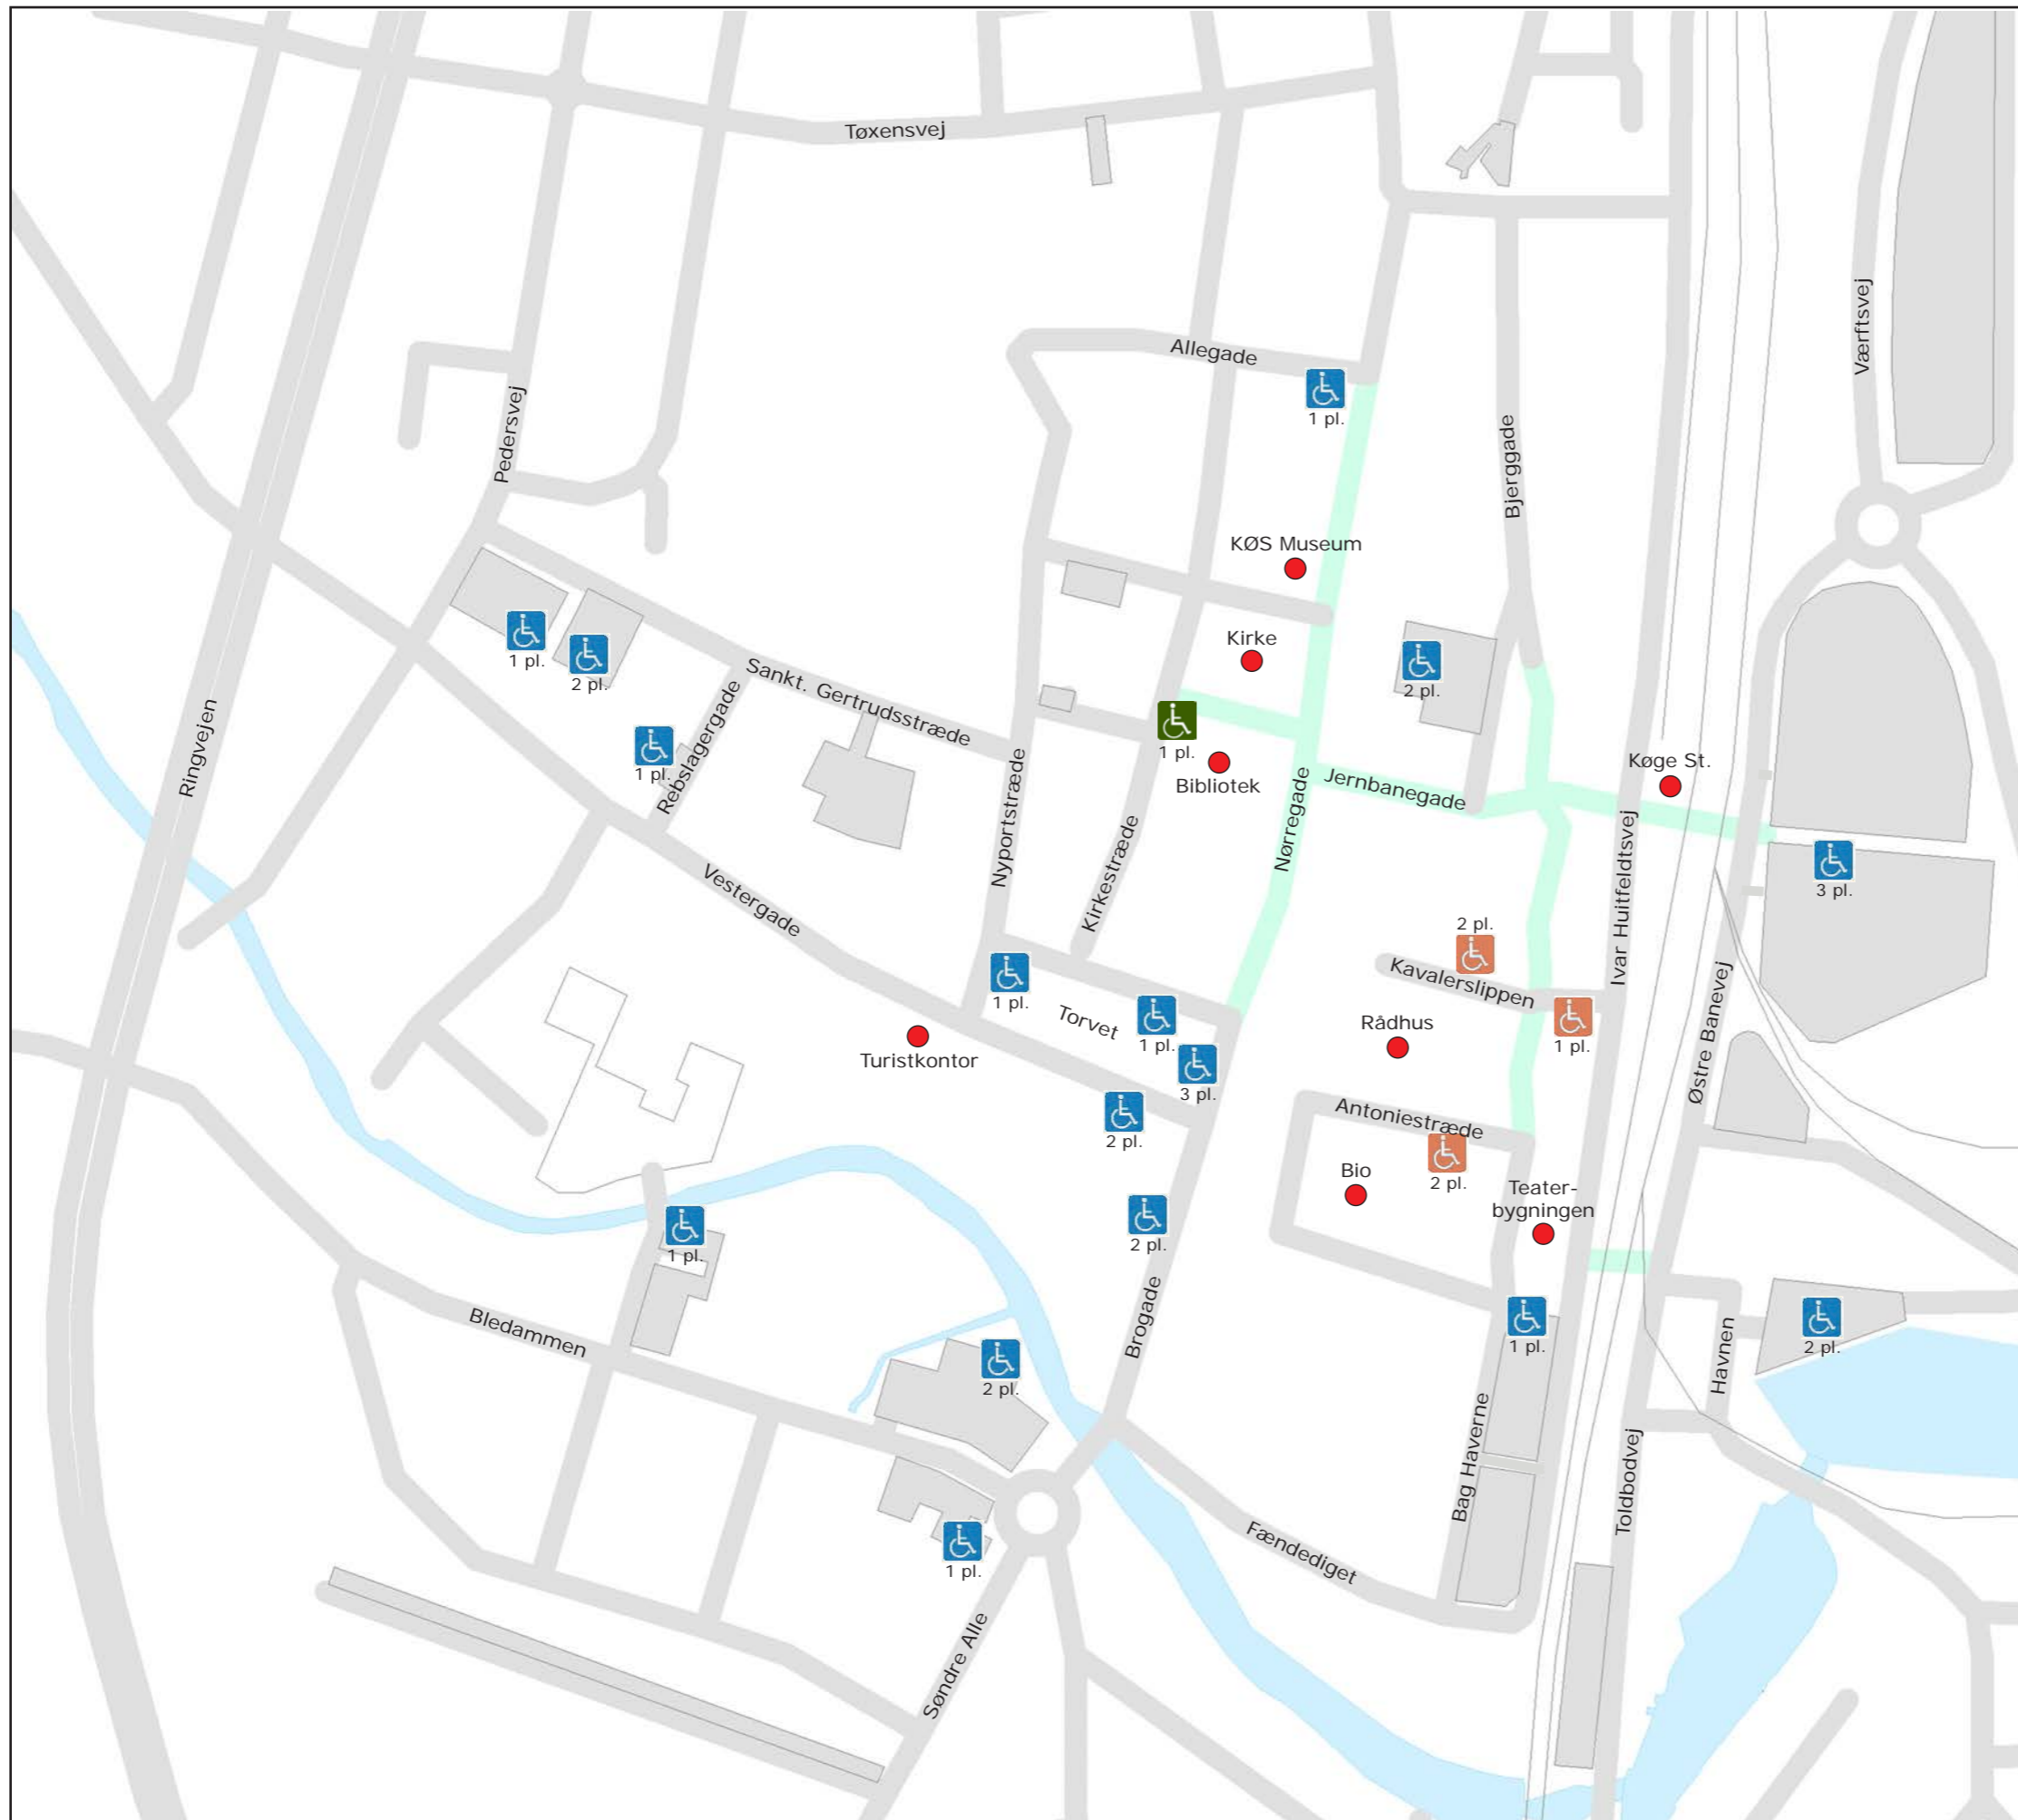 Tøxensvej
Værftsvej
Allegade
1 pl.
Pedersvej
Bjerggade
KØS Museum
Kirke
1 pl.
2 pl.
2 pl.
Sankt. Gertrudsstræde
Rebslagergade
1 pl.
Ringvejen
1 pl.
Bibliotek
Køge St.
Jernbanegade
Nørregade
Nyportstræde
Kirkestræde
Ivar Huitfeldtsvej
3 pl.
Vestergade
2 pl.
Kavalerslippen
1 pl.
Torvet
1 pl.
Rådhus
1 pl.
Østre Banevej
Turistkontor
3 pl.
2 pl.
Antoniestræde
2 pl.
Bio
Teater-
bygningen
2 pl.
1 pl.
Brogade
Bledammen
2 pl.
1 pl.
Havnen
2 pl.
Bag Haverne
Toldbodvej
Fændediget
1 pl.
Søndre Alle